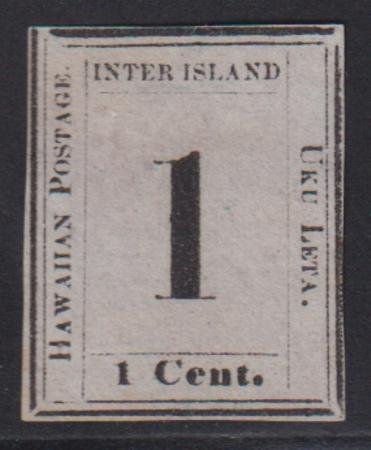 INTER ISLAND
HAWAIIAN POSTAGE.
1
UKU LETA.
1 Cent.